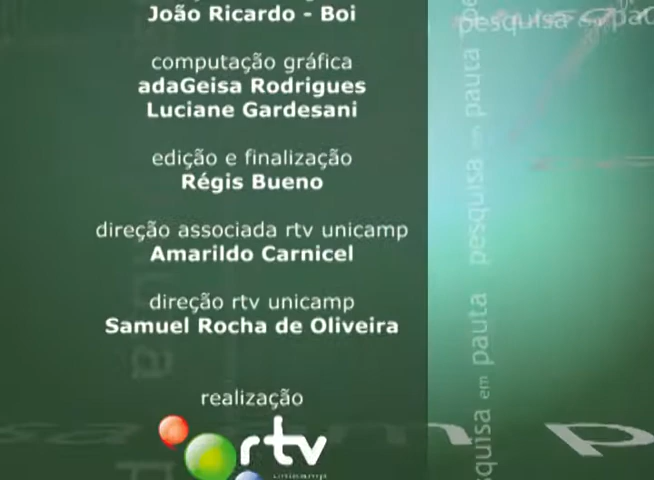 João Ricardo - Boi
computação gráfica
adaGeisa Rodrigues
Luciane Gardesani
edição e finalização
Régis Bueno
direção associada rtv unicamp
Amarildo Carnicel
direção rtv unicamp
Samuel Rocha de Oliveira
realização
rtv
unicamp
pesquisa em pauta
pesquisa em pauta